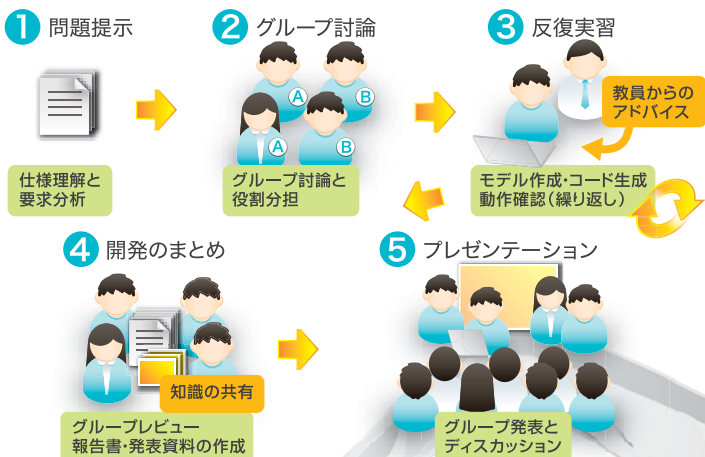 1 問題提示
仕様理解と
要求分析
2 グループ討論
A
B
A
B
グループ討論と
役割分担
3 反復実習
教員からの
アドバイス
モデル作成・コード生成
動作確認(繰り返し)
4 開発のまとめ
知識の共有
グループレビュー
報告書・発表資料の作成
5 プレゼンテーション
グループ発表と
ディスカッション